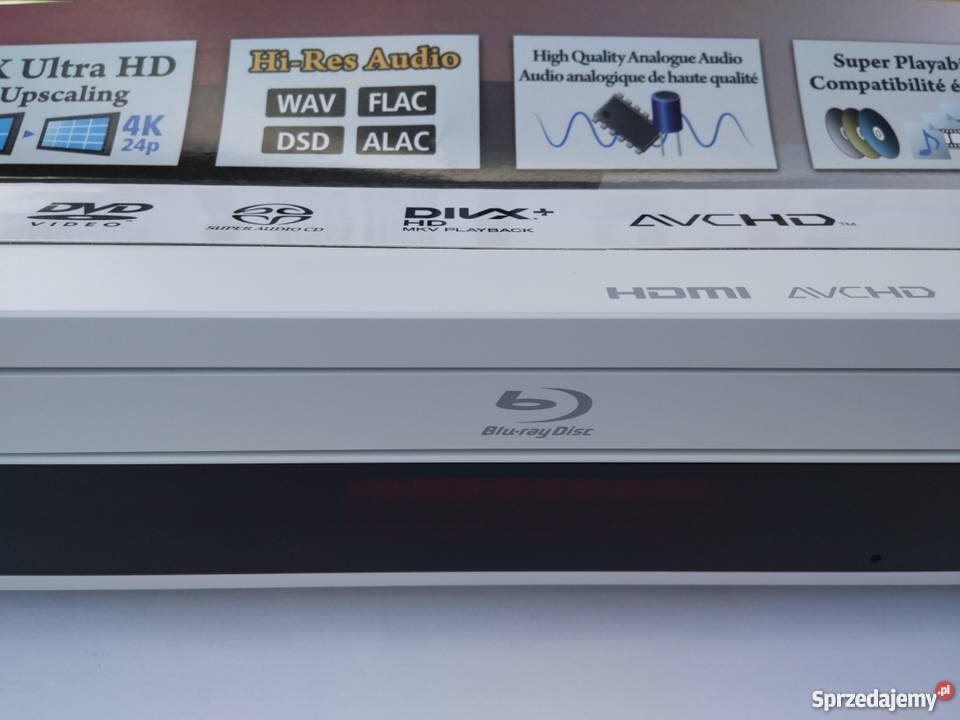 K Ultra HD
Upscaling
4K
24p
Hi-Res Audio
WAV FLAC
DSD ALAC
High Quality Analogue Audio
Audio analogique de haute qualité
Super Playabi
Compatibilité é
DVD
VIDEO
SUPER AUDIO CD
DIVX+
HD
MKV PLAYBACK
AVCHD™
HDMI AVCHD
Blu-ray Disc
Sprzedajemy.pl